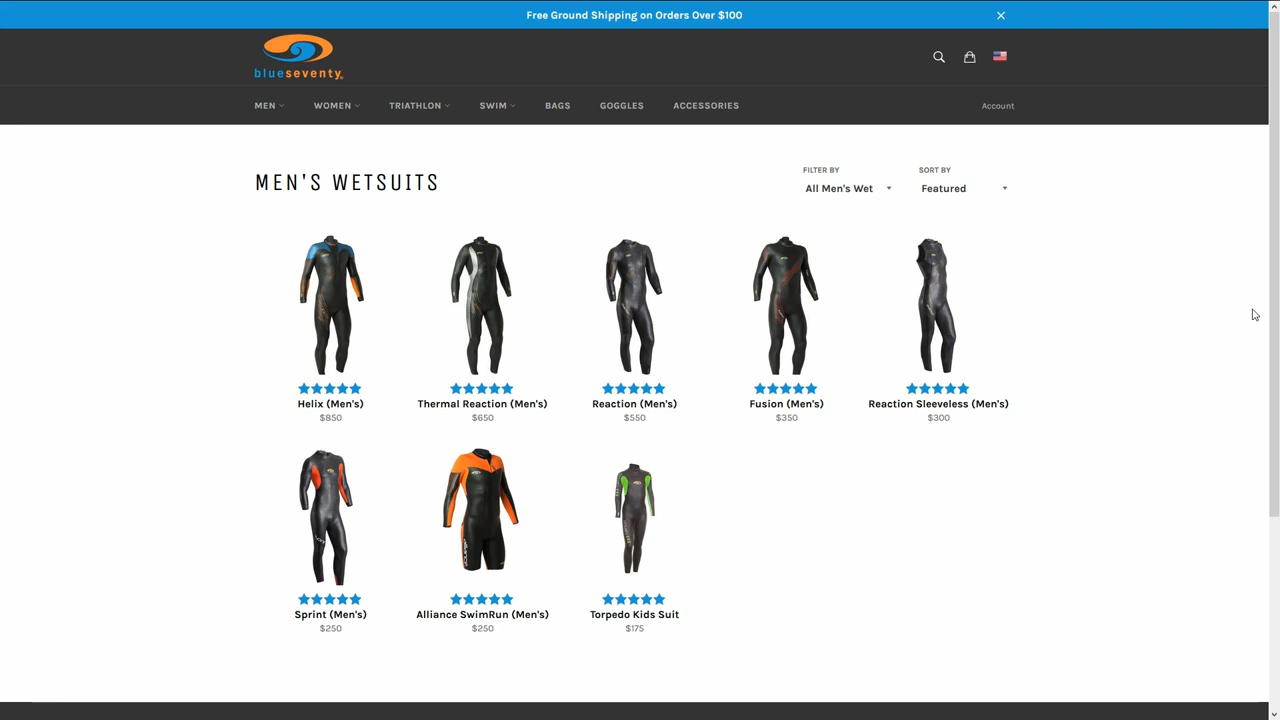 Free Ground Shipping on Orders Over $100
blueseventy
MEN WOMEN TRIATHLON SWIM BAGS GOGGLES ACCESSORIES Account
MEN'S WETSUITS
FILTER BY SORT BY
All Men's Wet Featured
Helix (Men's) Thermal Reaction (Men's) Reaction (Men's) Fusion (Men's) Reaction Sleeveless (Men's)
$850 $650 $550 $350 $300
Sprint (Men's) Alliance SwimRun (Men's) Torpedo Kids Suit
$250 $250 $175